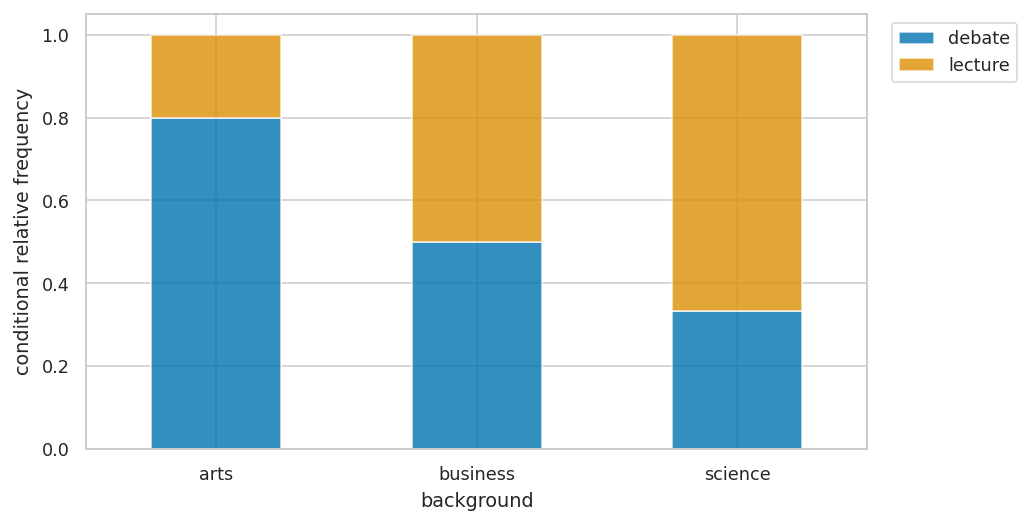 1.0
0.8
0.6
0.4
0.2
0.0
conditional relative frequency
arts
business
science
background
debate
lecture